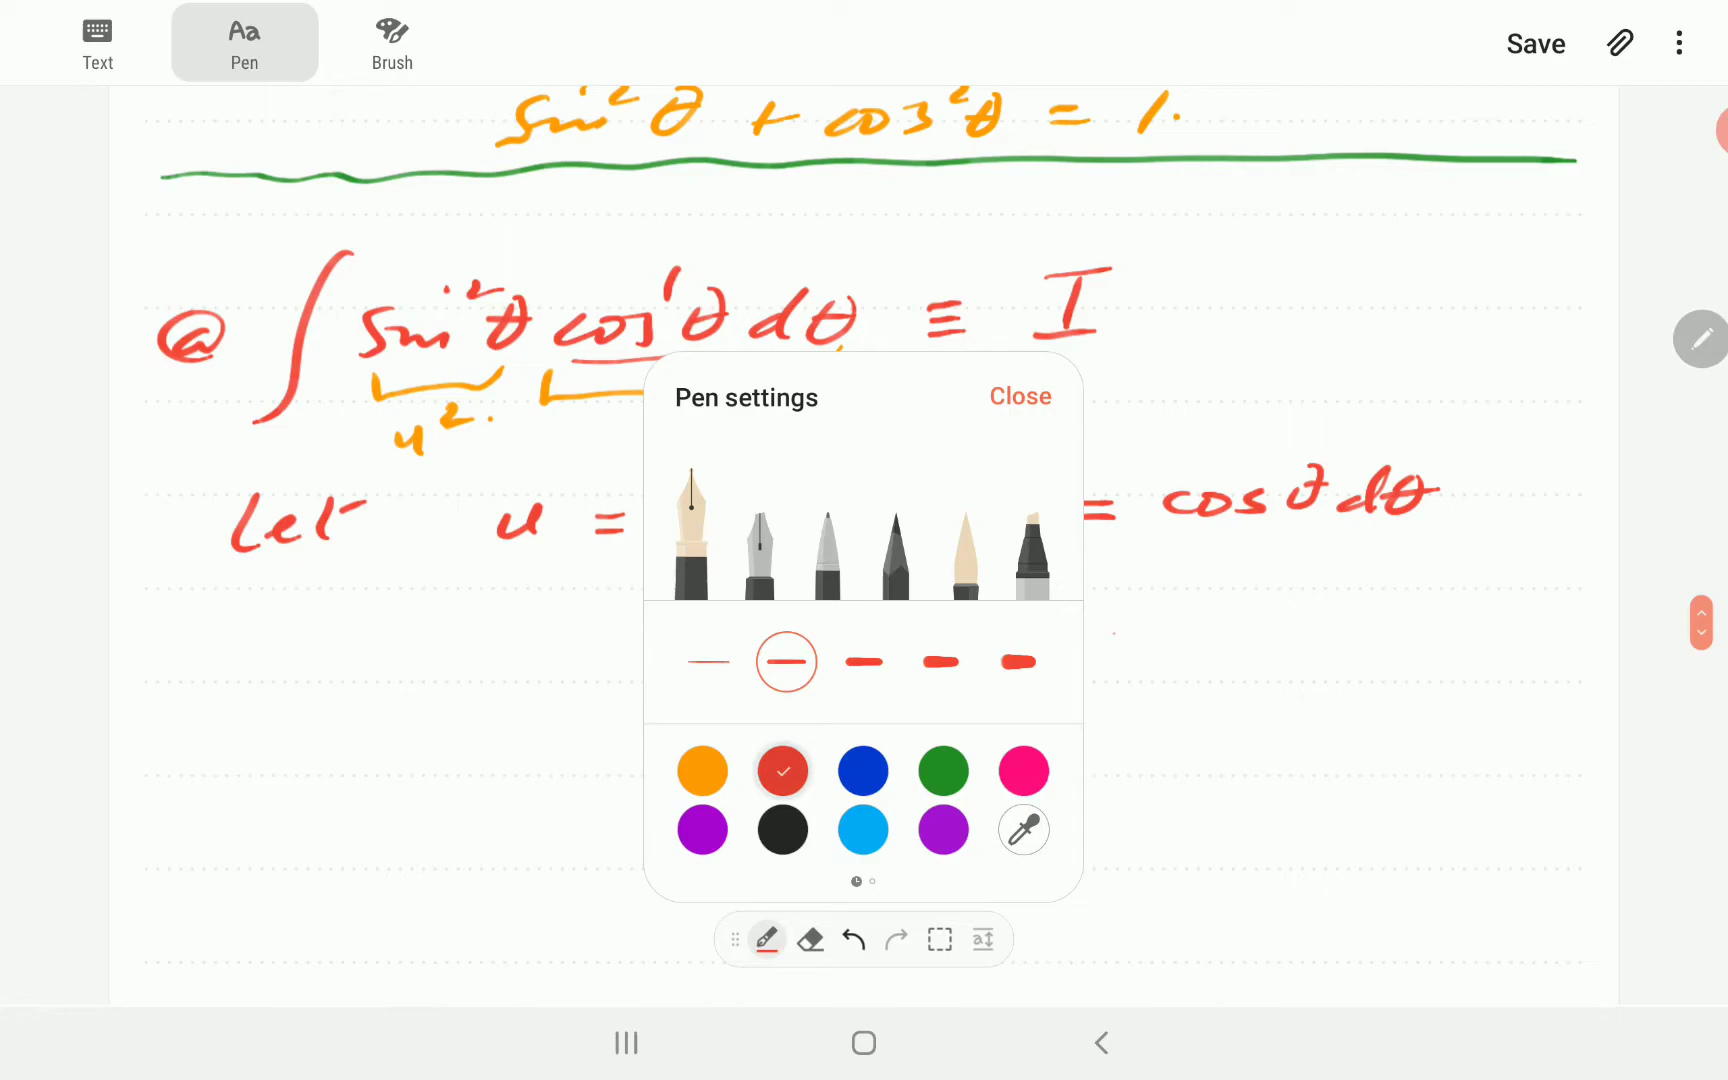 Text Pen Brush Save
sin²θ + cos²θ = 1.
ⓐ ∫ sin²θ cos¹θ dθ ≡ I
u².
Pen settings Close
Let u = = cosθ dθ